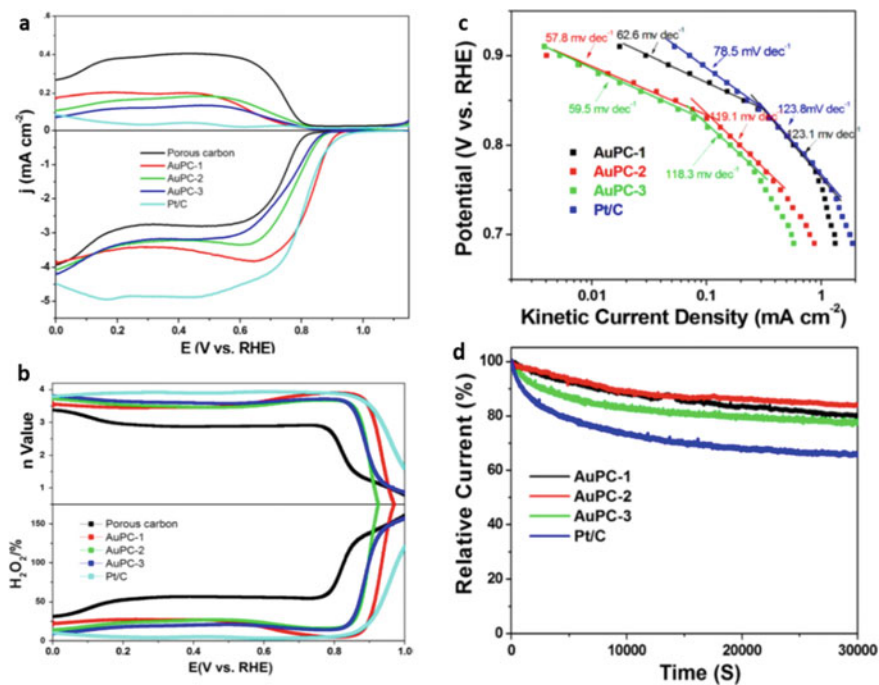 a
j (mA cm⁻²)
0.4
0.2
0
-1
-2
-3
-4
-5
Porous carbon
AuPC-1
AuPC-2
AuPC-3
Pt/C
0.0 0.2 0.4 0.6 0.8 1.0
E (V vs. RHE)
b
n Value
4
3
2
1
H₂O₂/%
150
100
50
0
Porous carbon
AuPC-1
AuPC-2
AuPC-3
Pt/C
0.0 0.2 0.4 0.6 0.8 1.0
E(V vs. RHE)
c
Potential (V vs. RHE)
0.9
0.8
0.7
57.8 mv dec⁻¹
62.6 mv dec⁻¹
78.5 mV dec⁻¹
59.5 mv dec⁻¹
119.1 mv dec⁻¹
123.8mV dec⁻¹
123.1 mv dec⁻¹
118.3 mv dec⁻¹
AuPC-1
AuPC-2
AuPC-3
Pt/C
0.01 0.1 1
Kinetic Current Density (mA cm⁻²)
d
Relative Current (%)
100
80
60
40
20
0
AuPC-1
AuPC-2
AuPC-3
Pt/C
0 10000 20000 30000
Time (S)